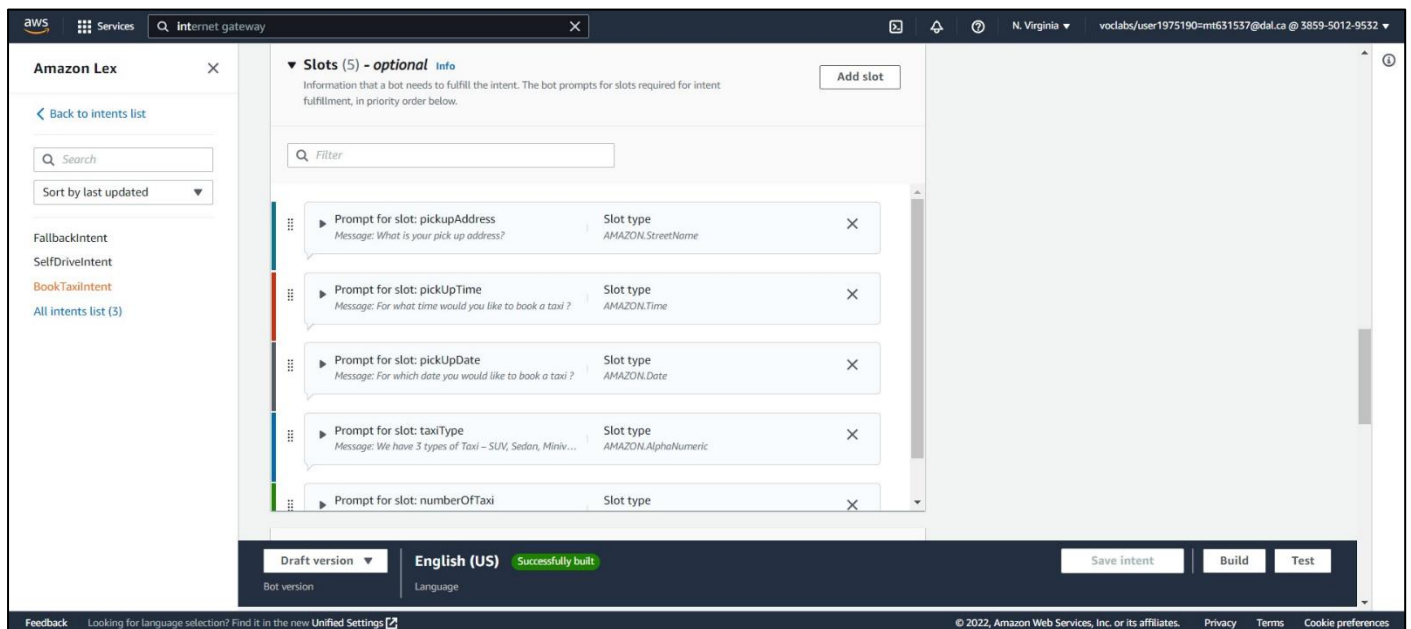 aws Services internet gateway N. Virginia voclabs/user1975190=mt631537@dal.ca @ 3859-5012-9532
Amazon Lex
Back to intents list
Search
Sort by last updated
FallbackIntent
SelfDriveIntent
BookTaxiIntent
All intents list (3)
Slots (5) - optional Info
Add slot
Information that a bot needs to fulfill the intent. The bot prompts for slots required for intent
fulfillment, in priority order below.
Filter
Prompt for slot: pickupAddress Slot type
Message: What is your pick up address? AMAZON.StreetName
Prompt for slot: pickUpTime Slot type
Message: For what time would you like to book a taxi ? AMAZON.Time
Prompt for slot: pickUpDate Slot type
Message: For which date you would like to book a taxi ? AMAZON.Date
Prompt for slot: taxiType Slot type
Message: We have 3 types of Taxi – SUV, Sedan, Miniv... AMAZON.AlphaNumeric
Prompt for slot: numberOfTaxi Slot type
Draft version English (US) Successfully built Save intent Build Test
Bot version Language
Feedback Looking for language selection? Find it in the new Unified Settings © 2022, Amazon Web Services, Inc. or its affiliates. Privacy Terms Cookie preferences